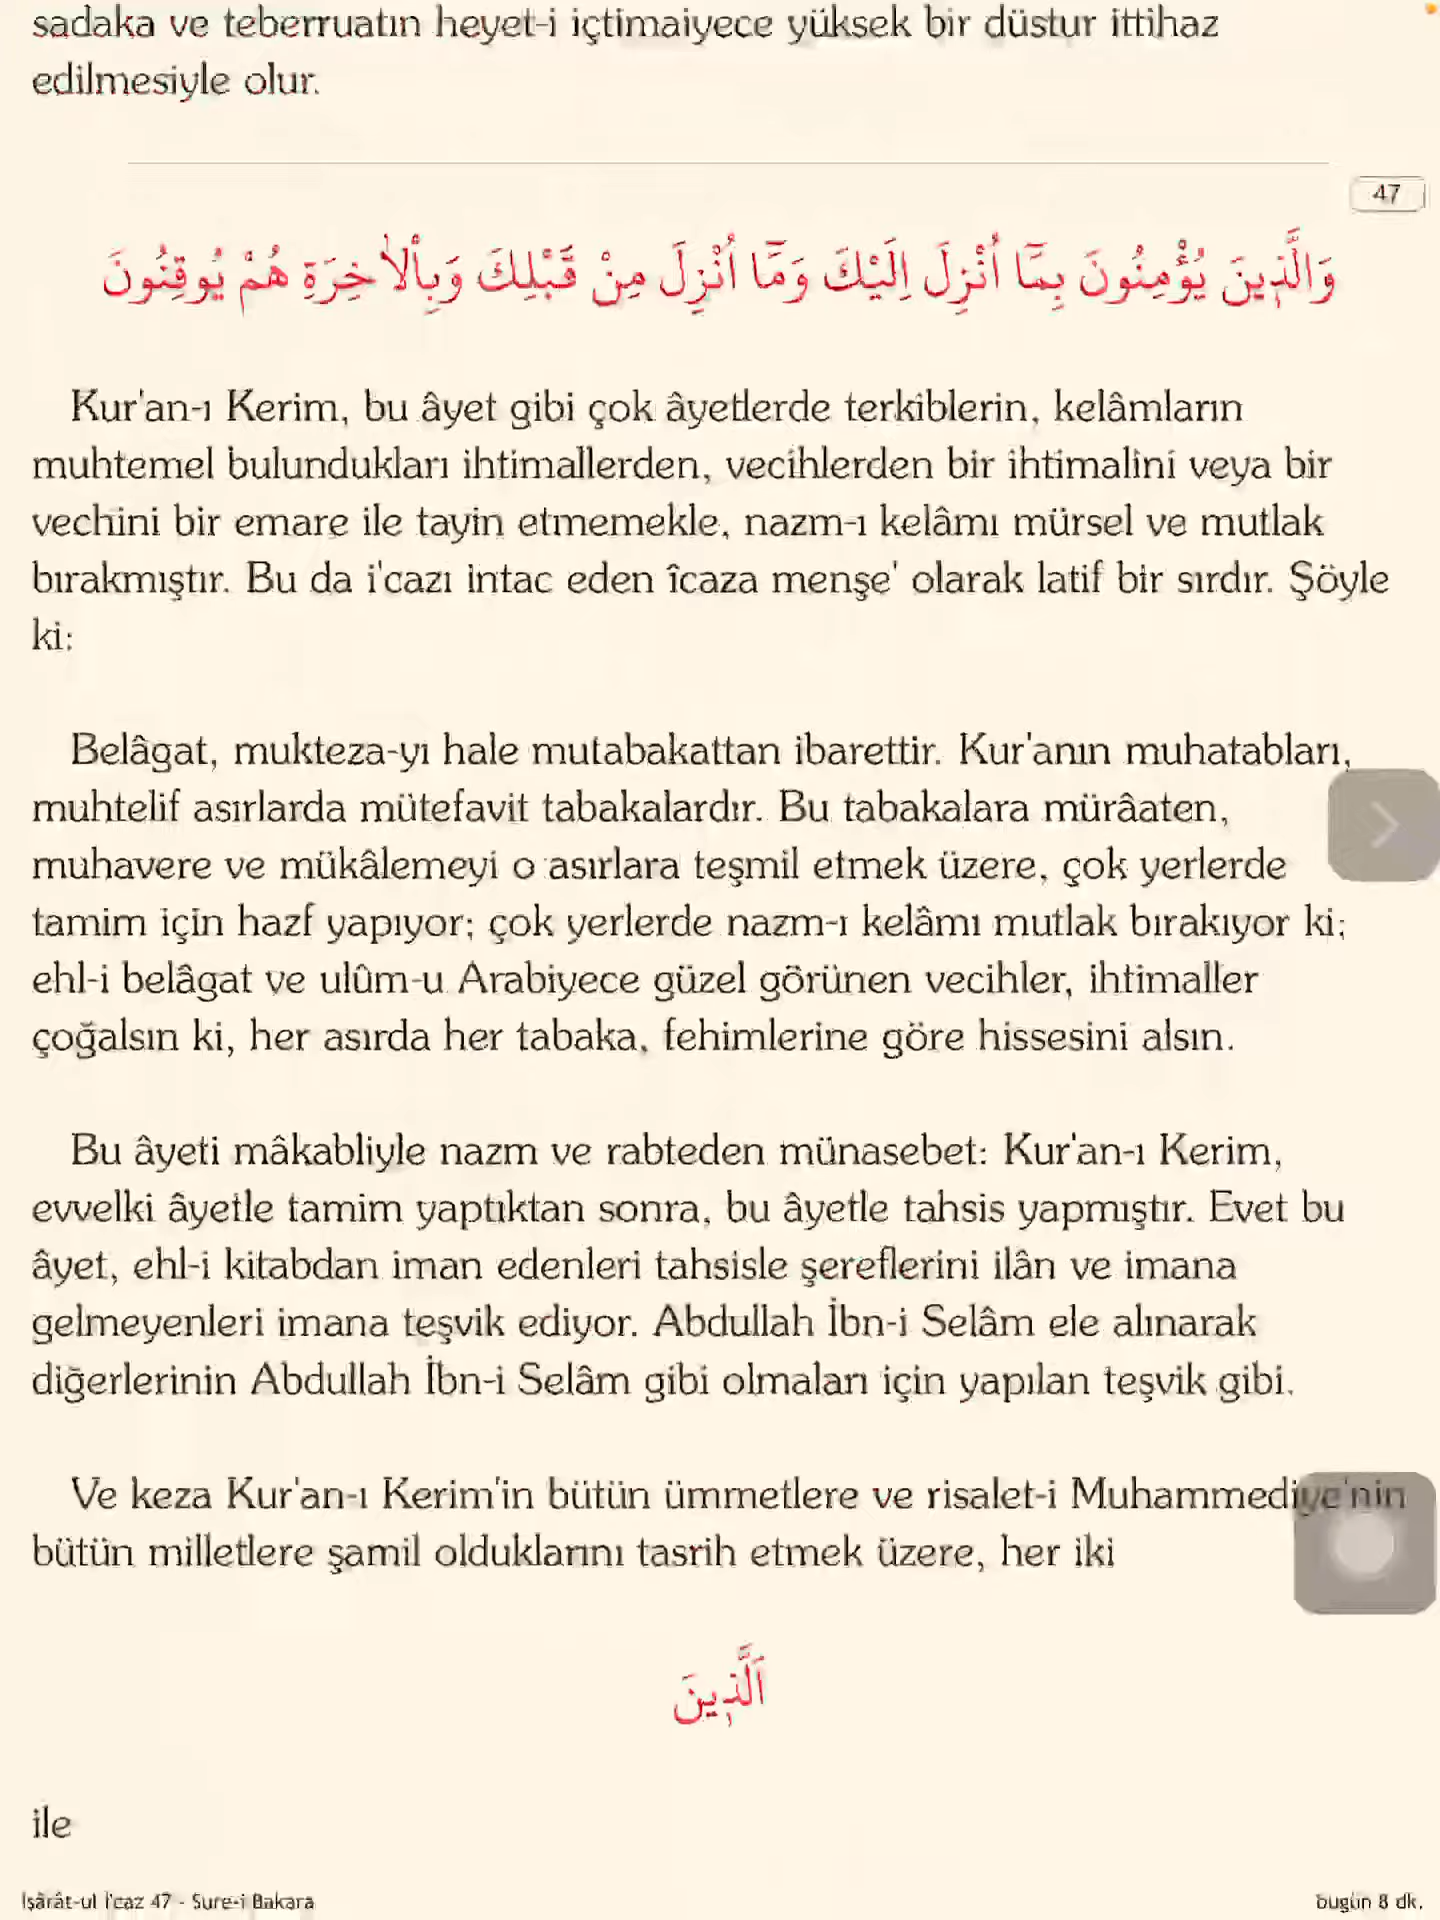 sadaka ve teberruatın heyet-i içtimaiyece yüksek bir düstur ittihaz
edilmesiyle olur.
47
وَالَّذ۪ينَ يُؤْمِنُونَ بِمَٓا اُنْزِلَ اِلَيْكَ وَمَٓا اُنْزِلَ مِنْ قَبْلِكَ وَبِاْلاٰخِرَةِ هُمْ يُوقِنُونَ
Kur'an-ı Kerim, bu âyet gibi çok âyetlerde terkiblerin, kelâmların
muhtemel bulundukları ihtimallerden, vecihlerden bir ihtimalini veya bir
vechini bir emare ile tayin etmemekle, nazm-ı kelâmı mürsel ve mutlak
bırakmıştır. Bu da i'cazı intac eden îcaza menşe' olarak latif bir sırdır. Şöyle
ki:
Belâgat, mukteza-yı hale mutabakattan ibarettir. Kur'anın muhatabları,
muhtelif asırlarda mütefavit tabakalardır. Bu tabakalara mürâaten,
muhavere ve mükâlemeyi o asırlara teşmil etmek üzere, çok yerlerde
tamim için hazf yapıyor; çok yerlerde nazm-ı kelâmı mutlak bırakıyor ki;
ehl-i belâgat ve ulûm-u Arabiyece güzel görünen vecihler, ihtimaller
çoğalsın ki, her asırda her tabaka, fehimlerine göre hissesini alsın.
Bu âyeti mâkabliyle nazm ve rabteden münasebet: Kur'an-ı Kerim,
evvelki âyetle tamim yaptıktan sonra, bu âyetle tahsis yapmıştır. Evet bu
âyet, ehl-i kitabdan iman edenleri tahsisle şereflerini ilân ve imana
gelmeyenleri imana teşvik ediyor. Abdullah İbn-i Selâm ele alınarak
diğerlerinin Abdullah İbn-i Selâm gibi olmaları için yapılan teşvik gibi.
Ve keza Kur'an-ı Kerim'in bütün ümmetlere ve risalet-i Muhammediye'nin
bütün milletlere şamil olduklarını tasrih etmek üzere, her iki
اَلَّذ۪ينَ
ile
İşârât-ul İ'caz 47 - Sure-i Bakara
bugün 8 dk.